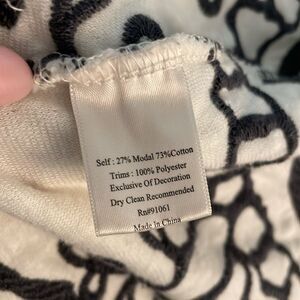 Self : 27% Modal 73%Cotton
Trims : 100% Polyester
Exclusive Of Decoration
Dry Clean Recommended
Rn#91061
Made In China